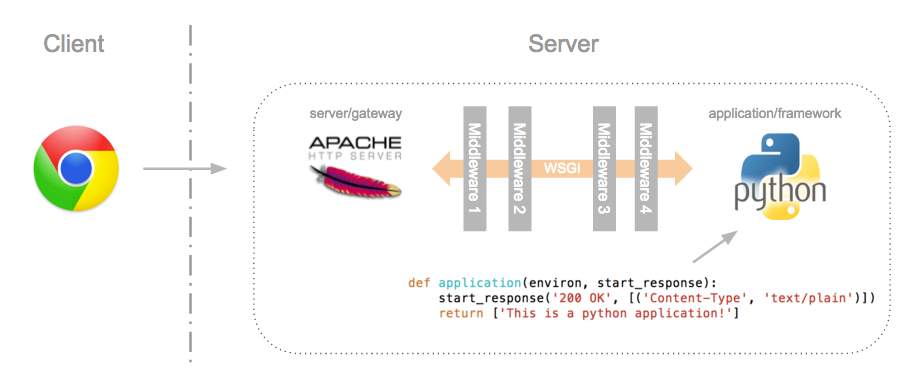 Client
Server
server/gateway
application/framework
APACHE
HTTP SERVER
Middleware 1
Middleware 2
WSGI
Middleware 3
Middleware 4
python
def application(environ, start_response):
    start_response('200 OK', [('Content-Type', 'text/plain')])
    return ['This is a python application!']